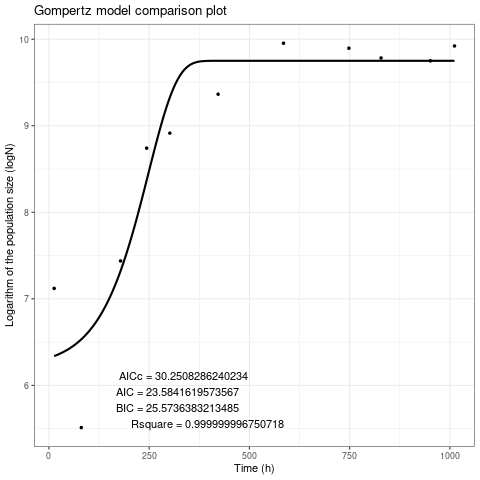 Gompertz model comparison plot
10
9
8
7
6
Logarithm of the population size (logN)
AICc = 30.2508286240234
AIC = 23.5841619573567
BIC = 25.5736383213485
Rsquare = 0.999999996750718
0
250
500
750
1000
Time (h)